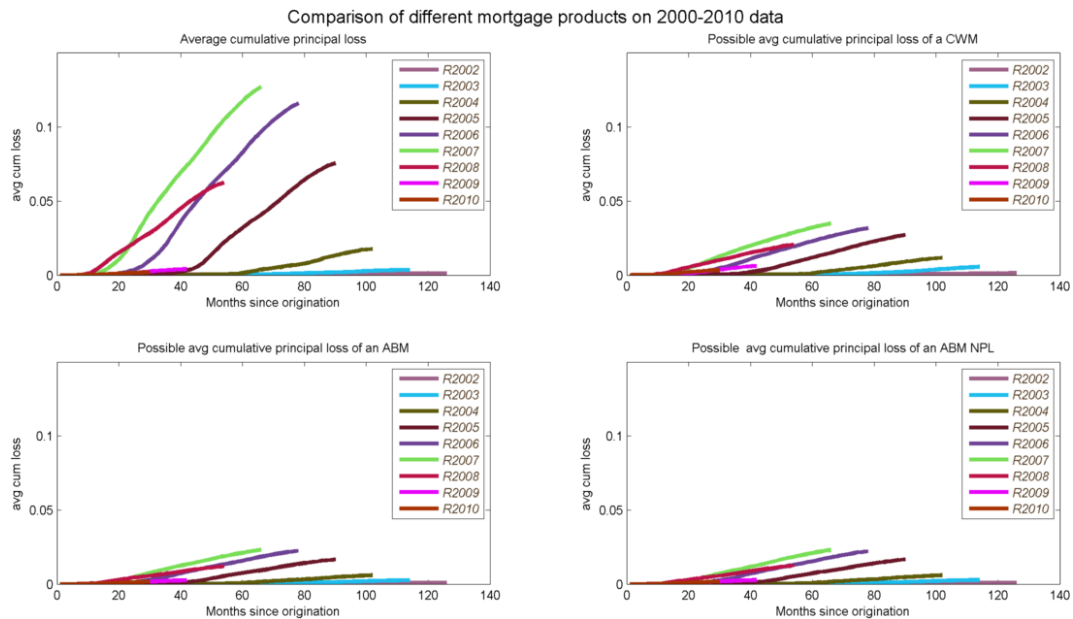 Comparison of different mortgage products on 2000-2010 data
Average cumulative principal loss
avg cum loss
0.1
0.05
0
0 20 40 60 80 100 120 140
Months since origination
R2002
R2003
R2004
R2005
R2006
R2007
R2008
R2009
R2010
Possible avg cumulative principal loss of a CWM
avg cum loss
0.1
0.05
0
0 20 40 60 80 100 120 140
Months since origination
R2002
R2003
R2004
R2005
R2006
R2007
R2008
R2009
R2010
Possible avg cumulative principal loss of an ABM
avg cum loss
0.1
0.05
0
0 20 40 60 80 100 120 140
Months since origination
R2002
R2003
R2004
R2005
R2006
R2007
R2008
R2009
R2010
Possible avg cumulative principal loss of an ABM NPL
avg cum loss
0.1
0.05
0
0 20 40 60 80 100 120 140
Months since origination
R2002
R2003
R2004
R2005
R2006
R2007
R2008
R2009
R2010